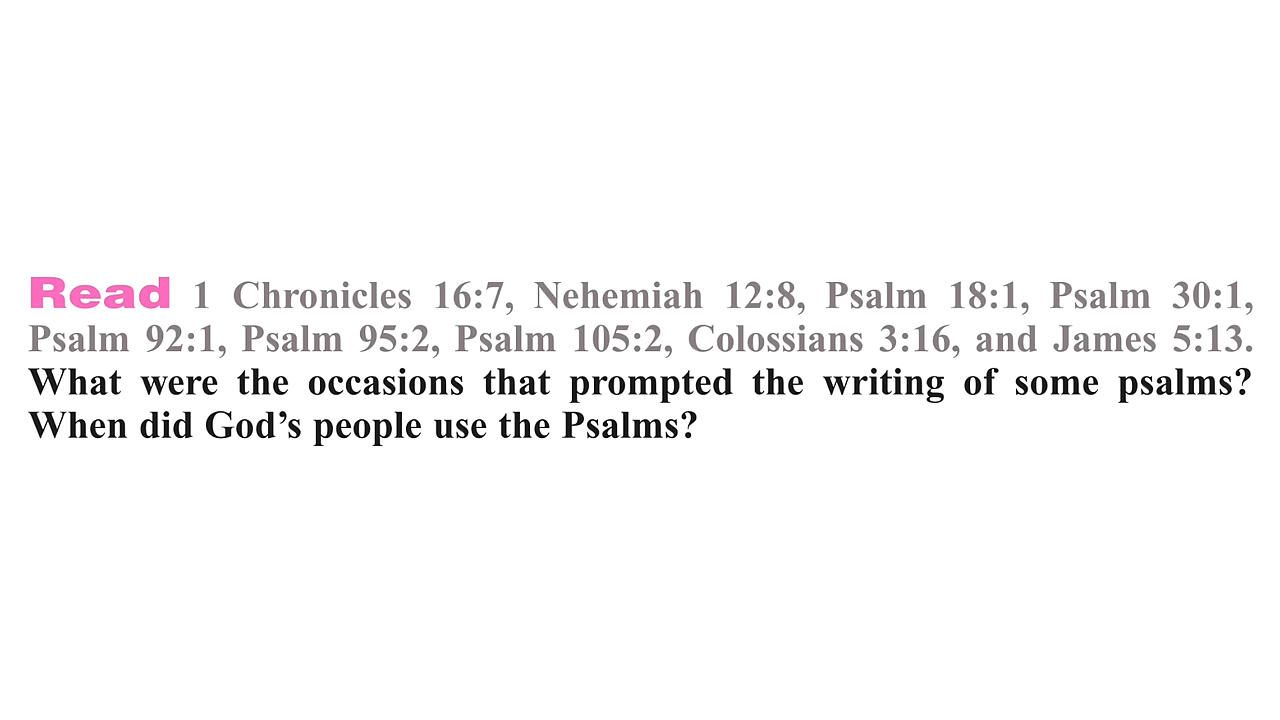 Read 1 Chronicles 16:7, Nehemiah 12:8, Psalm 18:1, Psalm 30:1,
Psalm 92:1, Psalm 95:2, Psalm 105:2, Colossians 3:16, and James 5:13.
What were the occasions that prompted the writing of some psalms?
When did God’s people use the Psalms?